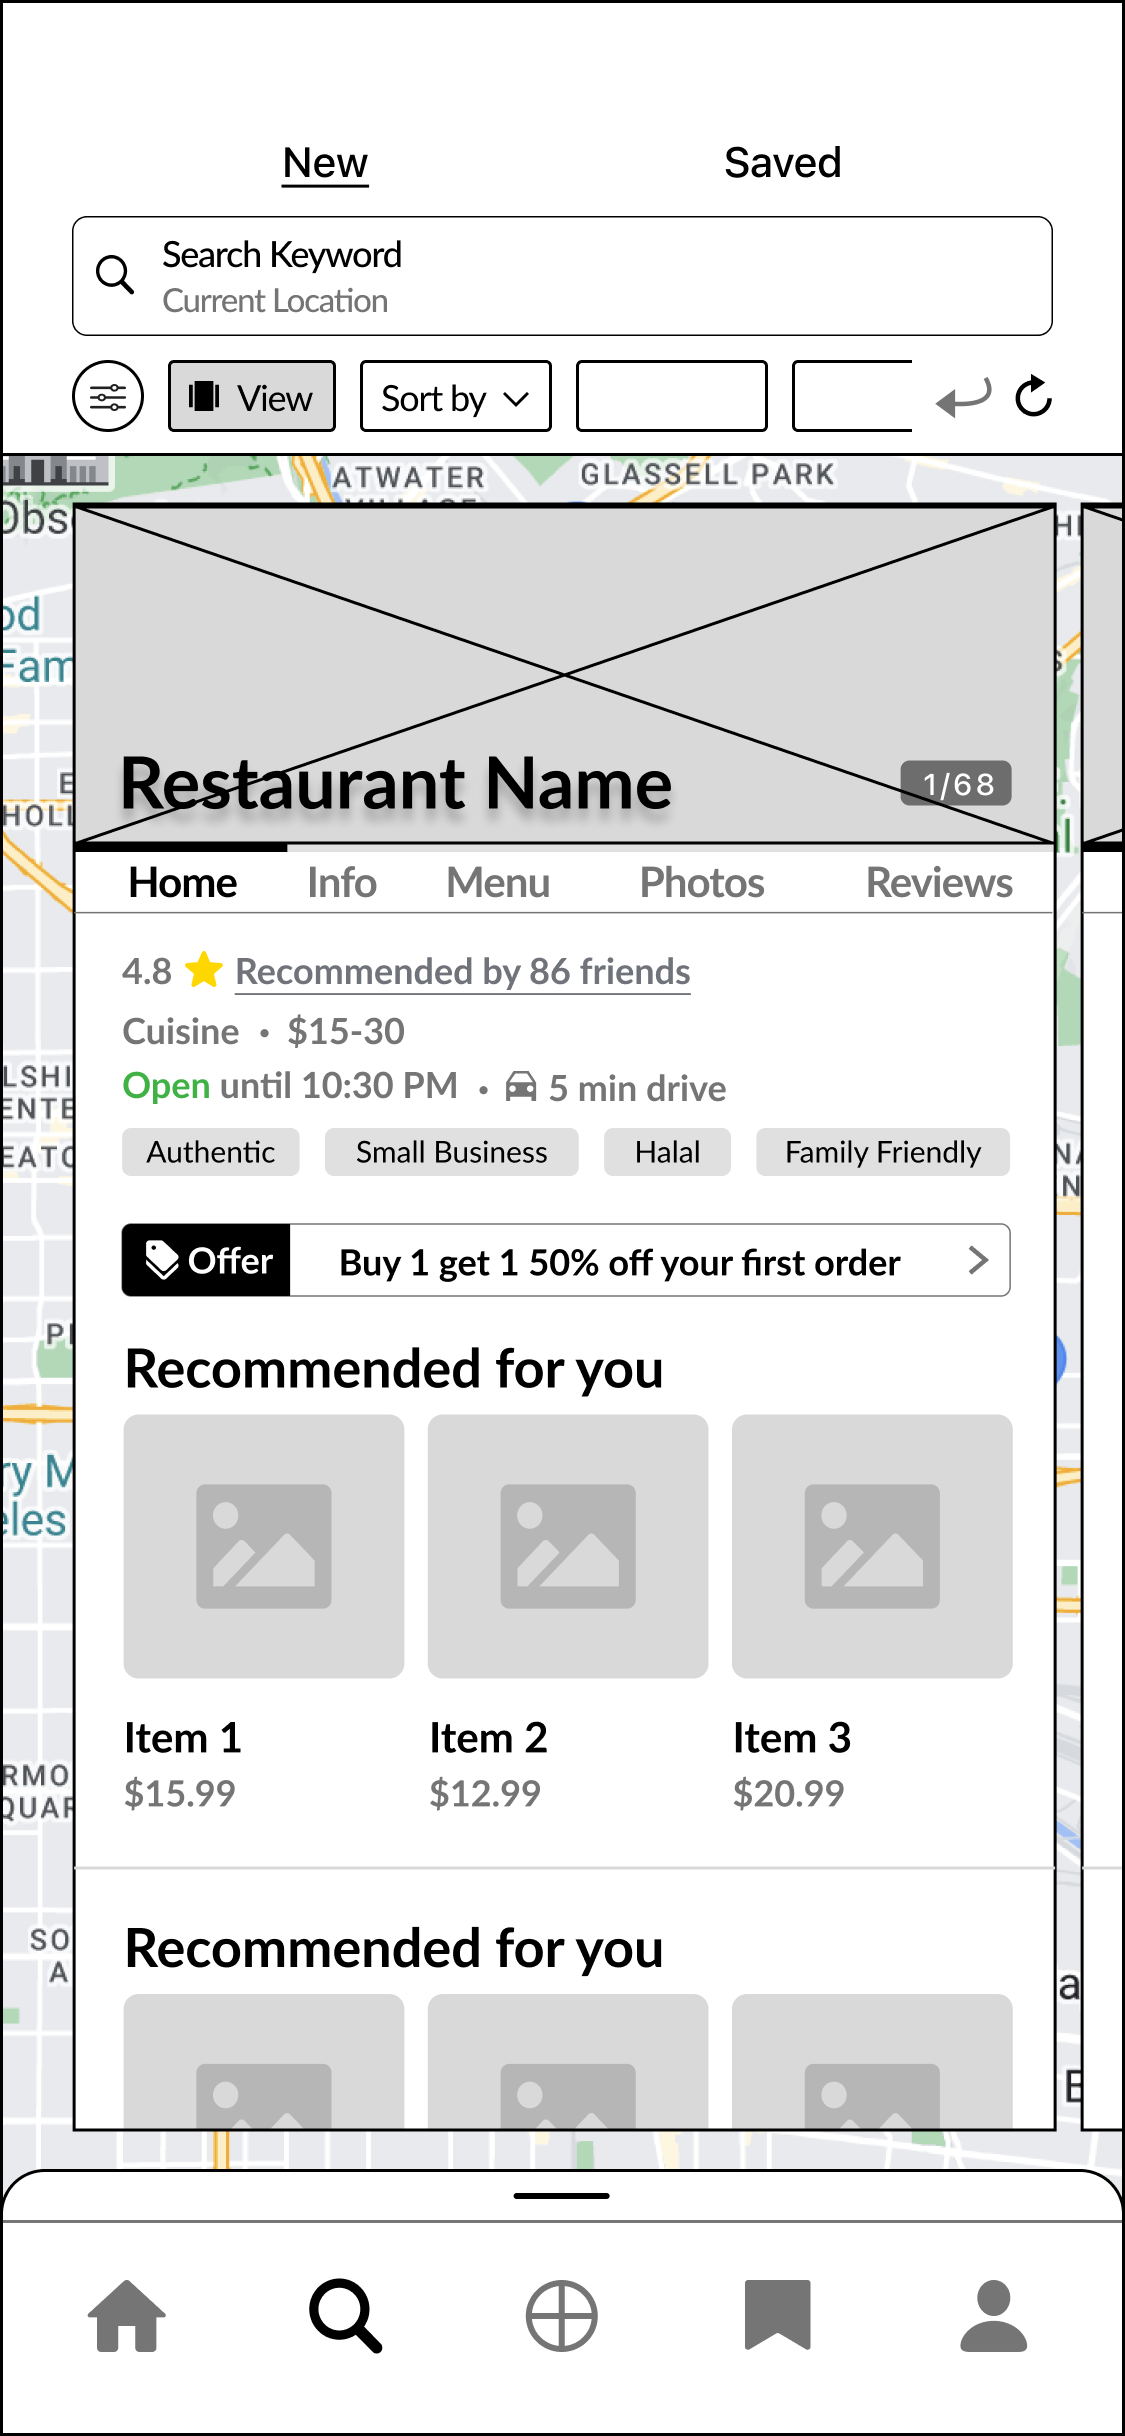 New
Saved
Search Keyword
Current Location
View
Sort by
ATWATER
GLASSELL PARK
Restaurant Name
1/68
Home
Info
Menu
Photos
Reviews
4.8 Recommended by 86 friends
Cuisine • $15-30
Open until 10:30 PM • 5 min drive
Authentic
Small Business
Halal
Family Friendly
Offer
Buy 1 get 1 50% off your first order
Recommended for you
Item 1
Item 2
Item 3
$15.99
$12.99
$20.99
Recommended for you